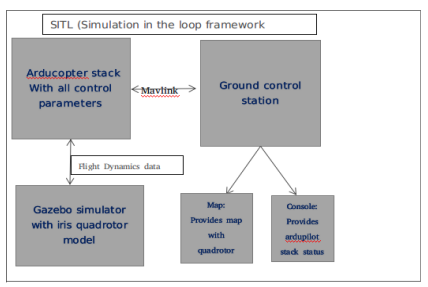 SITL (Simulation in the loop framework
Arducopter stack
With all control
parameters
Mavlink
Ground control
station
Flight Dynamics data
Gazebo simulator
with iris quadrotor
model
Map:
Provides map
with
quadrotor
Console:
Provides
ardupilot
stack status